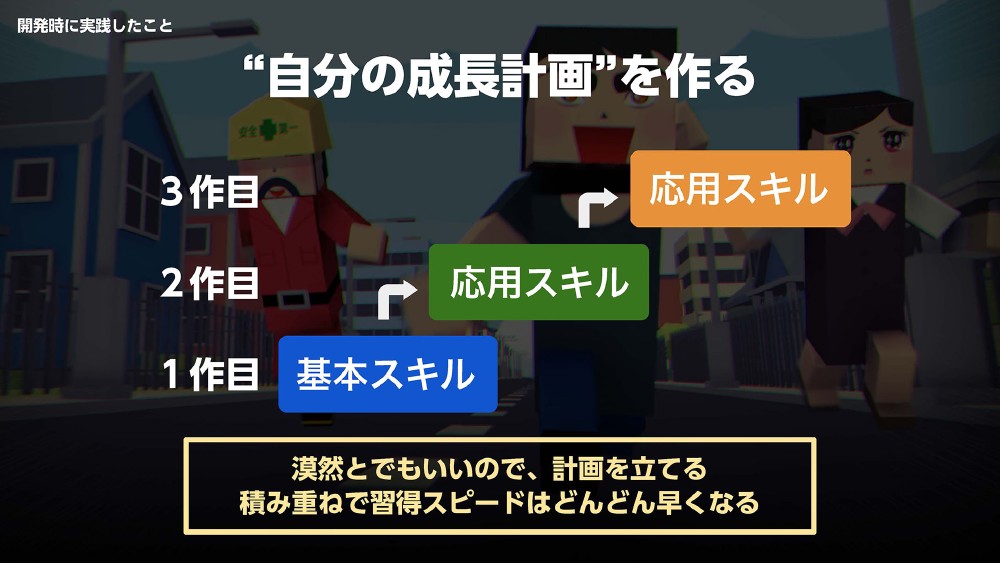 開発時に実践したこと
“自分の成長計画”を作る
安全 第一
3作目
応用スキル
2作目
応用スキル
1作目
基本スキル
漠然とでもいいので、計画を立てる
積み重ねで習得スピードはどんどん早くなる